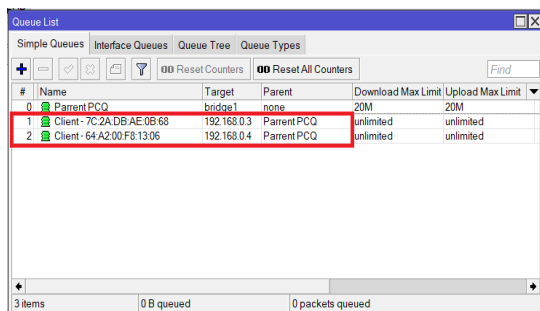 Queue List
Simple Queues Interface Queues Queue Tree Queue Types
00 Reset Counters 00 Reset All Counters Find
# Name Target Parent Download Max Limit Upload Max Limit
0 Parrent PCQ bridge1 none 20M 20M
1 Client - 7C:2A:DB:AE:0B:68 192.168.0.3 Parrent PCQ unlimited unlimited
2 Client - 64:A2:00:F8:13:06 192.168.0.4 Parrent PCQ unlimited unlimited
3 items 0 B queued 0 packets queued